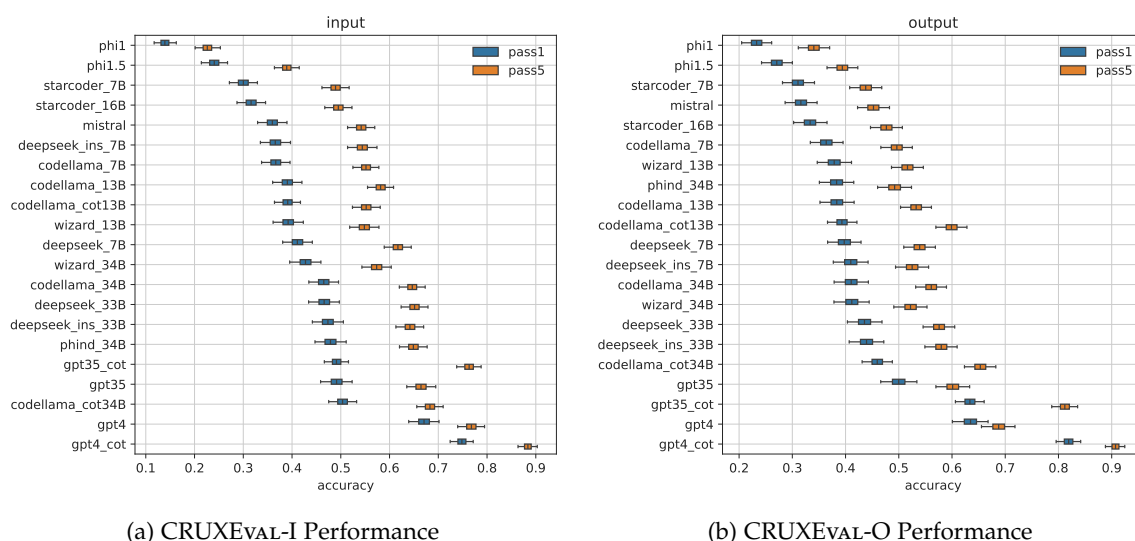 input
phi1
phi1.5
starcoder_7B
starcoder_16B
mistral
deepseek_ins_7B
codellama_7B
codellama_13B
codellama_cot13B
wizard_13B
deepseek_7B
wizard_34B
codellama_34B
deepseek_33B
deepseek_ins_33B
phind_34B
gpt35_cot
gpt35
codellama_cot34B
gpt4
gpt4_cot
pass1
pass5
0.1 0.2 0.3 0.4 0.5 0.6 0.7 0.8 0.9
accuracy
(a) CRUXEVAL-I Performance
output
phi1
phi1.5
starcoder_7B
mistral
starcoder_16B
codellama_7B
wizard_13B
phind_34B
codellama_13B
codellama_cot13B
deepseek_7B
deepseek_ins_7B
codellama_34B
wizard_34B
deepseek_33B
deepseek_ins_33B
codellama_cot34B
gpt35
gpt35_cot
gpt4
gpt4_cot
pass1
pass5
0.2 0.3 0.4 0.5 0.6 0.7 0.8 0.9
accuracy
(b) CRUXEVAL-O Performance